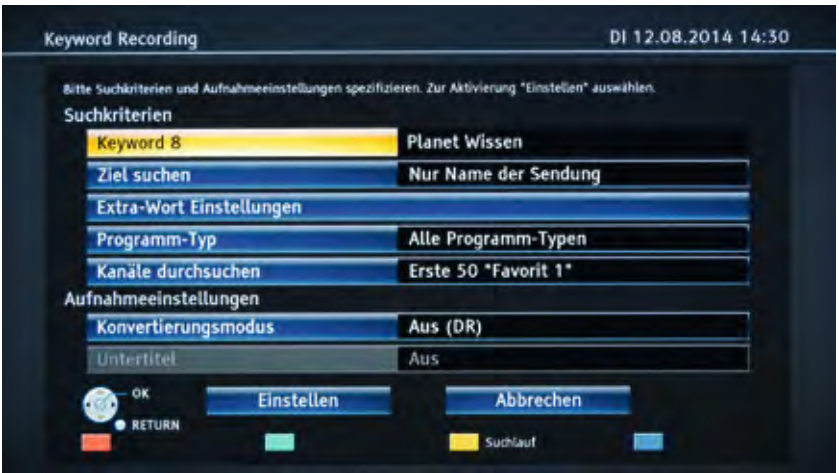 Keyword Recording DI 12.08.2014 14:30
Bitte Suchkriterien und Aufnahmeeinstellungen spezifizieren. Zur Aktivierung "Einstellen" auswählen.
Suchkriterien
Keyword 8 Planet Wissen
Ziel suchen Nur Name der Sendung
Extra-Wort Einstellungen
Programm-Typ Alle Programm-Typen
Kanäle durchsuchen Erste 50 "Favorit 1"
Aufnahmeeinstellungen
Konvertierungsmodus Aus (DR)
Untertitel Aus
OK
Einstellen Abbrechen
RETURN
Suchlauf